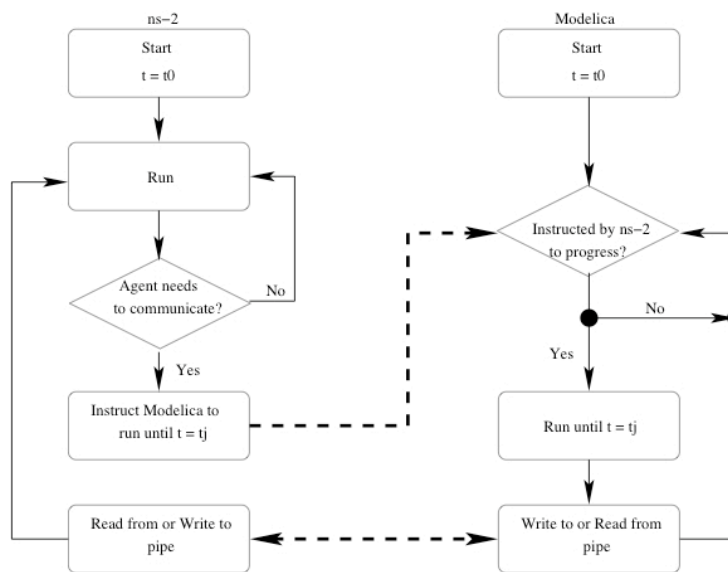 ns-2
Start
t = t0
Run
Agent needs
to communicate?
No
Yes
Instruct Modelica to
run until t = tj
Read from or Write to
pipe
Modelica
Start
t = t0
Instructed by ns-2
to progress?
No
Yes
Run until t = tj
Write to or Read from
pipe